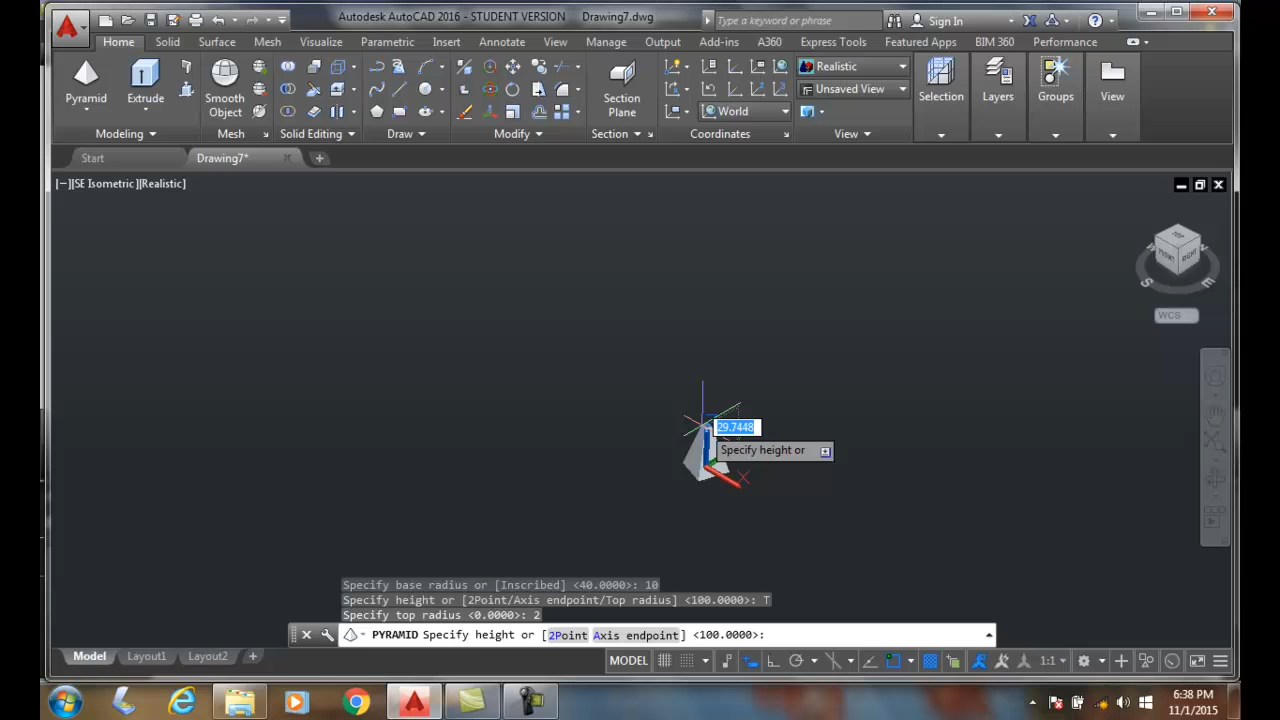 Autodesk AutoCAD 2016 - STUDENT VERSION Drawing7.dwg
Type a keyword or phrase
Sign In
Home Solid Surface Mesh Visualize Parametric Insert Annotate View Manage Output Add-ins A360 Express Tools Featured Apps BIM 360 Performance
Realistic
Unsaved View
World
Pyramid
Extrude
Smooth Object
Section Plane
Selection
Layers
Groups
View
Modeling
Mesh
Solid Editing
Draw
Modify
Section
Coordinates
View
Start
Drawing7*
[−][SE Isometric][Realistic]
TOP
FRONT
RIGHT
S
E
WCS
29.7448
Specify height or
Specify base radius or [Inscribed] <40.0000>: 10
Specify height or [2Point/Axis endpoint/Top radius] <100.0000>: T
Specify top radius <0.0000>: 2
PYRAMID Specify height or [2Point Axis endpoint] <100.0000>:
Model
Layout1
Layout2
MODEL
1:1
6:38 PM
11/1/2015